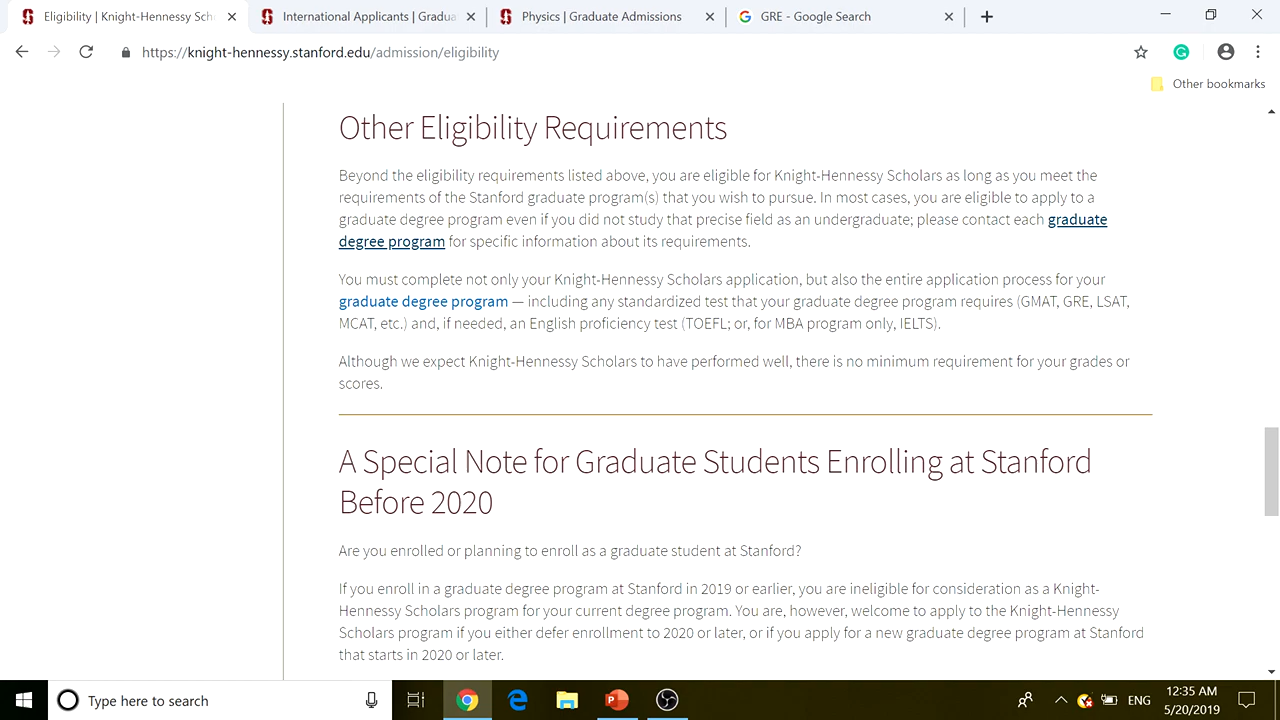 Eligibility | Knight-Hennessy Sch
International Applicants | Gradua
Physics | Graduate Admissions
GRE - Google Search
https://knight-hennessy.stanford.edu/admission/eligibility
Other bookmarks
Other Eligibility Requirements
Beyond the eligibility requirements listed above, you are eligible for Knight-Hennessy Scholars as long as you meet the
requirements of the Stanford graduate program(s) that you wish to pursue. In most cases, you are eligible to apply to a
graduate degree program even if you did not study that precise field as an undergraduate; please contact each graduate
degree program for specific information about its requirements.
You must complete not only your Knight-Hennessy Scholars application, but also the entire application process for your
graduate degree program — including any standardized test that your graduate degree program requires (GMAT, GRE, LSAT,
MCAT, etc.) and, if needed, an English proficiency test (TOEFL; or, for MBA program only, IELTS).
Although we expect Knight-Hennessy Scholars to have performed well, there is no minimum requirement for your grades or
scores.
A Special Note for Graduate Students Enrolling at Stanford
Before 2020
Are you enrolled or planning to enroll as a graduate student at Stanford?
If you enroll in a graduate degree program at Stanford in 2019 or earlier, you are ineligible for consideration as a Knight-
Hennessy Scholars program for your current degree program. You are, however, welcome to apply to the Knight-Hennessy
Scholars program if you either defer enrollment to 2020 or later, or if you apply for a new graduate degree program at Stanford
that starts in 2020 or later.
Type here to search
ENG
12:35 AM
5/20/2019